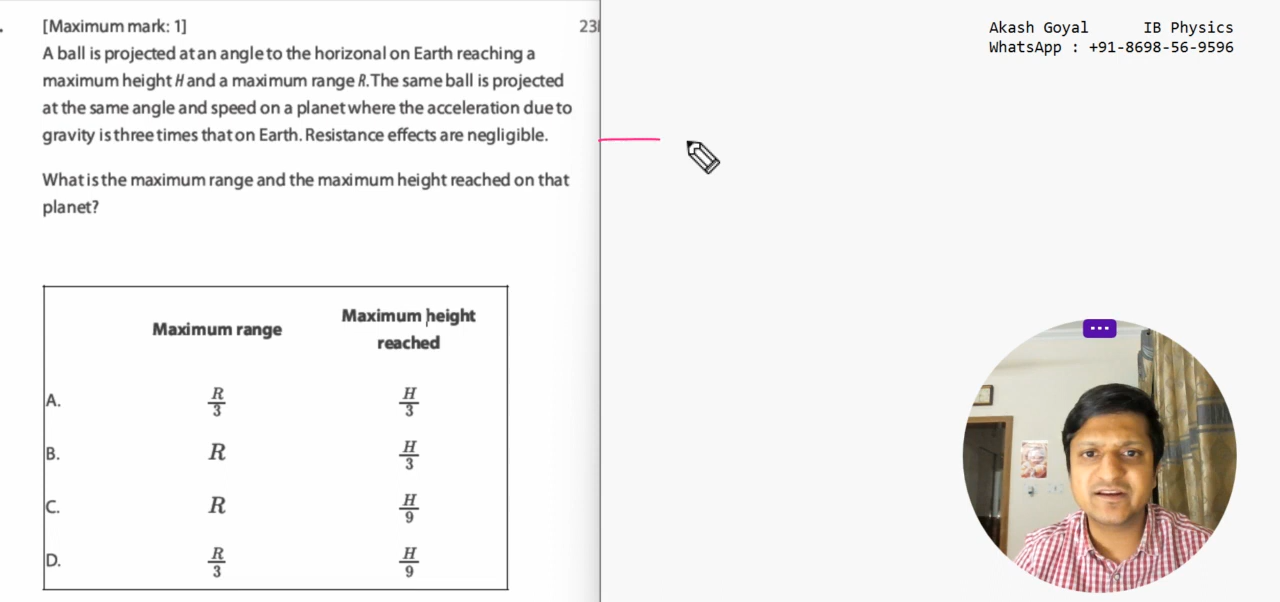 [Maximum mark: 1]
23
A ball is projected at an angle to the horizonal on Earth reaching a
maximum height H and a maximum range R. The same ball is projected
at the same angle and speed on a planet where the acceleration due to
gravity is three times that on Earth. Resistance effects are negligible.
What is the maximum range and the maximum height reached on that
planet?
Maximum range
Maximum height
reached
A. R/3 H/3
B. R H/3
C. R H/9
D. R/3 H/9
Akash Goyal IB Physics
WhatsApp : +91-8698-56-9596